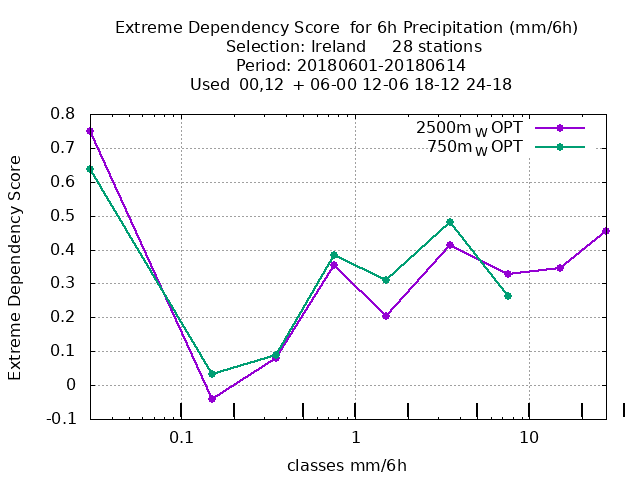 Extreme Dependency Score  for 6h Precipitation (mm/6h)
Selection: Ireland     28 stations
Period: 20180601-20180614
Used  00,12  + 06-00 12-06 18-12 24-18
2500m W OPT
750m W OPT
Extreme Dependency Score
0.8
0.7
0.6
0.5
0.4
0.3
0.2
0.1
0
-0.1
0.1 1 10
classes mm/6h